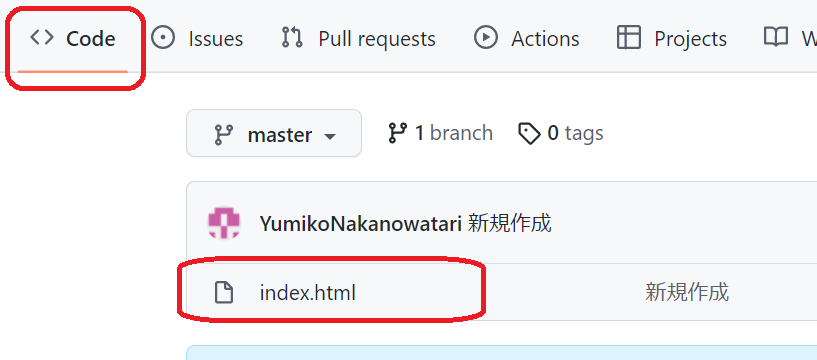 Code Issues Pull requests Actions Projects W
master 1 branch 0 tags
YumikoNakanowatari 新規作成
index.html 新規作成